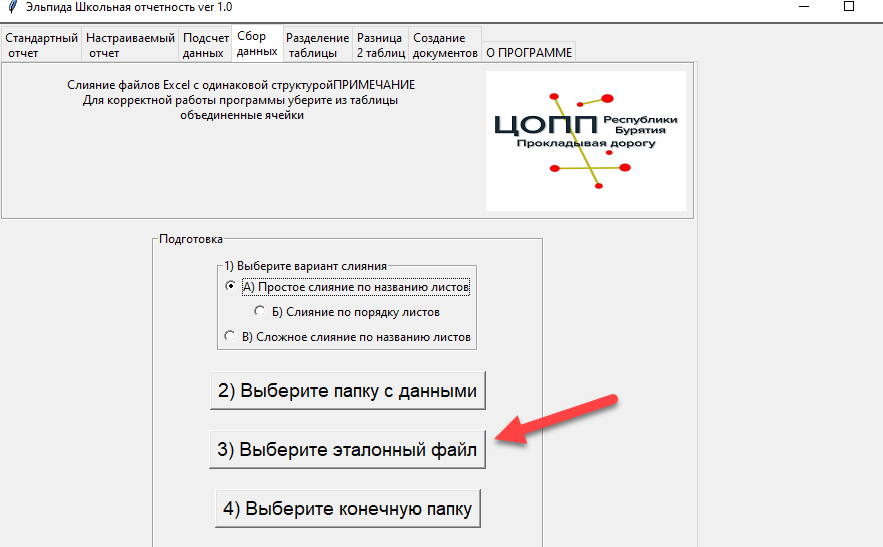 Эльпида Школьная отчетность ver 1.0
Стандартный отчет
Настраиваемый отчет
Подсчет данных
Сбор данных
Разделение таблицы
Разница 2 таблиц
Создание документов
О ПРОГРАММЕ
Слияние файлов Excel с одинаковой структуройПРИМЕЧАНИЕ
Для корректной работы программы уберите из таблицы
объединенные ячейки
ЦОПП Республики
Бурятия
Прокладывая дорогу
Подготовка
1) Выберите вариант слияния
А) Простое слияние по названию листов
Б) Слияние по порядку листов
В) Сложное слияние по названию листов
2) Выберите папку с данными
3) Выберите эталонный файл
4) Выберите конечную папку